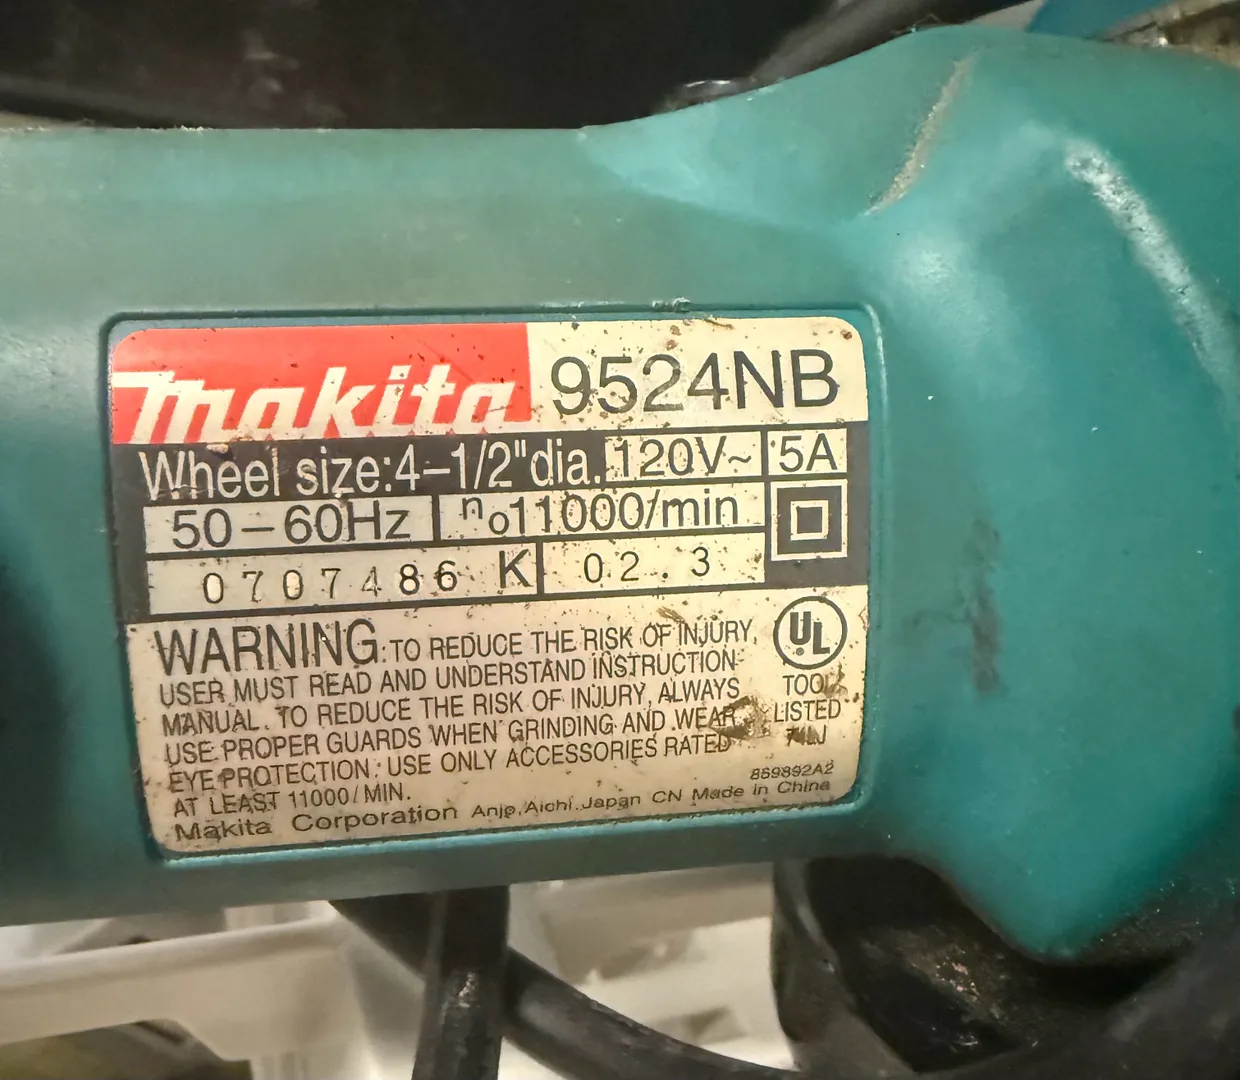 makita 9524NB
Wheel size:4-1/2"dia. 120V~ 5A
50-60Hz no11000/min
0707486 K 02.3
WARNING: TO REDUCE THE RISK OF INJURY,
USER MUST READ AND UNDERSTAND INSTRUCTION
MANUAL. TO REDUCE THE RISK OF INJURY, ALWAYS
USE PROPER GUARDS WHEN GRINDING AND WEAR
EYE PROTECTION. USE ONLY ACCESSORIES RATED
AT LEAST 11000/MIN.
UL
TOOL
LISTED
74LJ
869892A2
Makita Corporation Anjo,Aichi.Japan CN Made in China